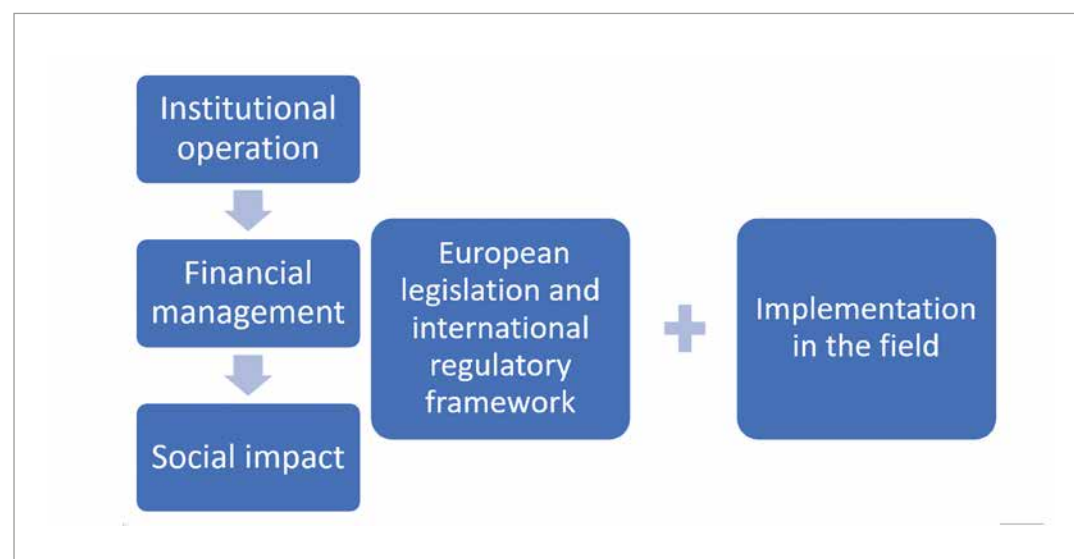 Institutional
operation
Financial
management
Social impact
European
legislation and
international
regulatory
framework
Implementation
in the field